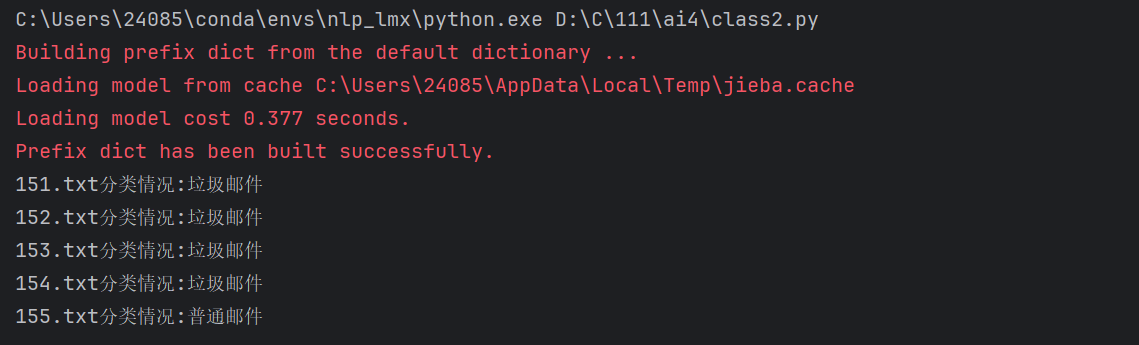 C:\Users\24085\conda\envs\nlp_lmx\python.exe D:\C\111\ai4\class2.py
Building prefix dict from the default dictionary ...
Loading model from cache C:\Users\24085\AppData\Local\Temp\jieba.cache
Loading model cost 0.377 seconds.
Prefix dict has been built successfully.
151.txt分类情况:垃圾邮件
152.txt分类情况:垃圾邮件
153.txt分类情况:垃圾邮件
154.txt分类情况:垃圾邮件
155.txt分类情况:普通邮件